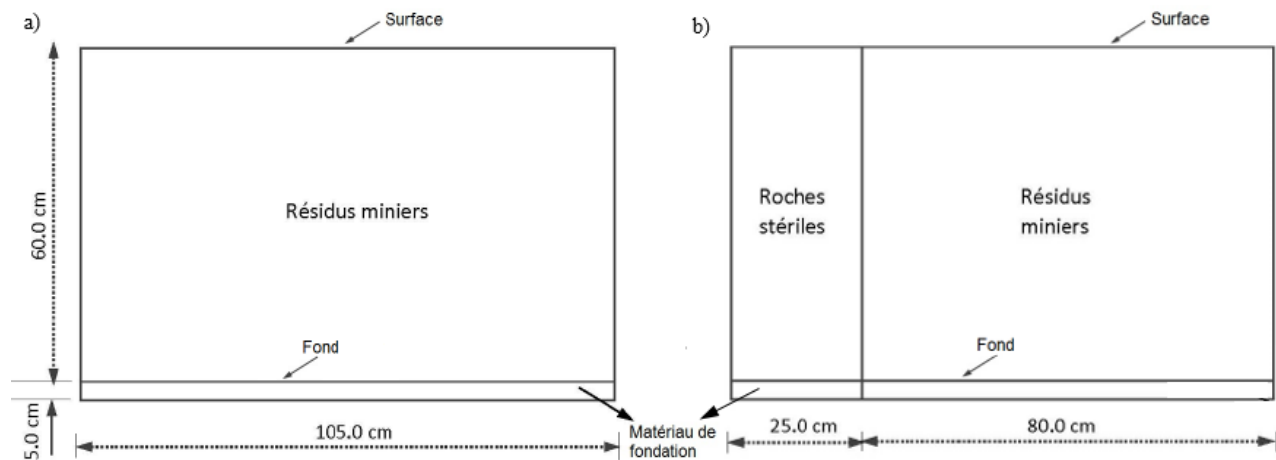 a)
Surface
60.0 cm
Résidus miniers
Fond
5.0 cm
105.0 cm
Matériau de
fondation
b)
Surface
Roches
stériles
Résidus
miniers
Fond
25.0 cm
80.0 cm